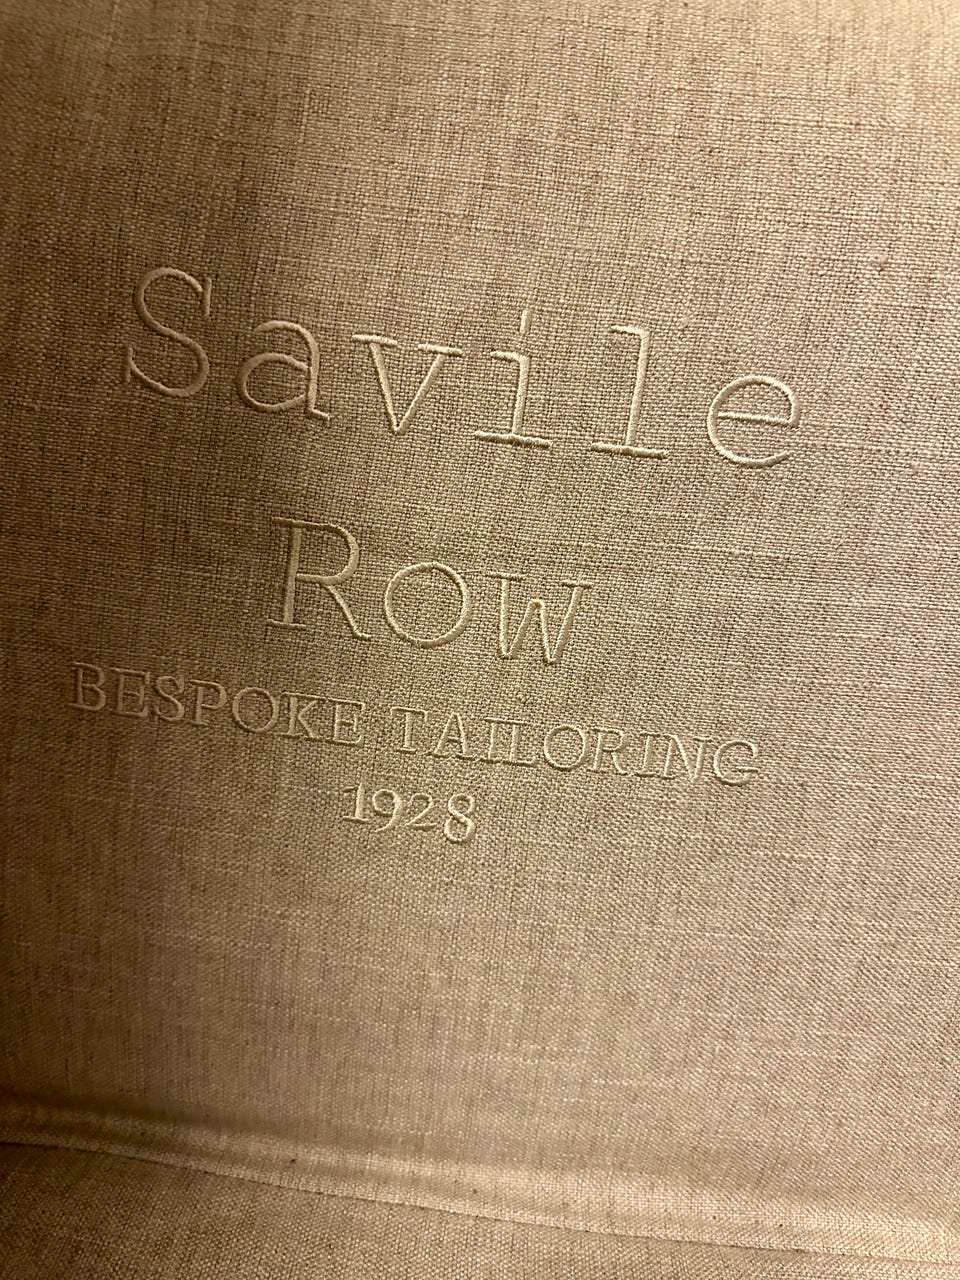 Savile
Row
BESPOKE TAILORING
1928